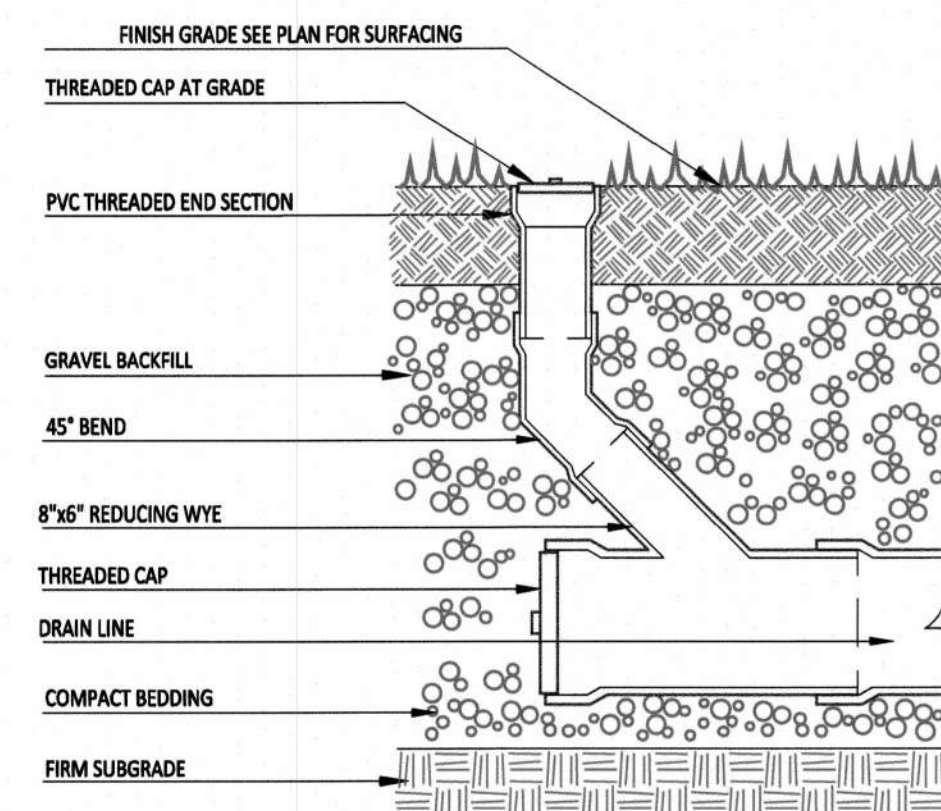 FINISH GRADE SEE PLAN FOR SURFACING
THREADED CAP AT GRADE
PVC THREADED END SECTION
GRAVEL BACKFILL
45° BEND
8"x6" REDUCING WYE
THREADED CAP
DRAIN LINE
COMPACT BEDDING
FIRM SUBGRADE